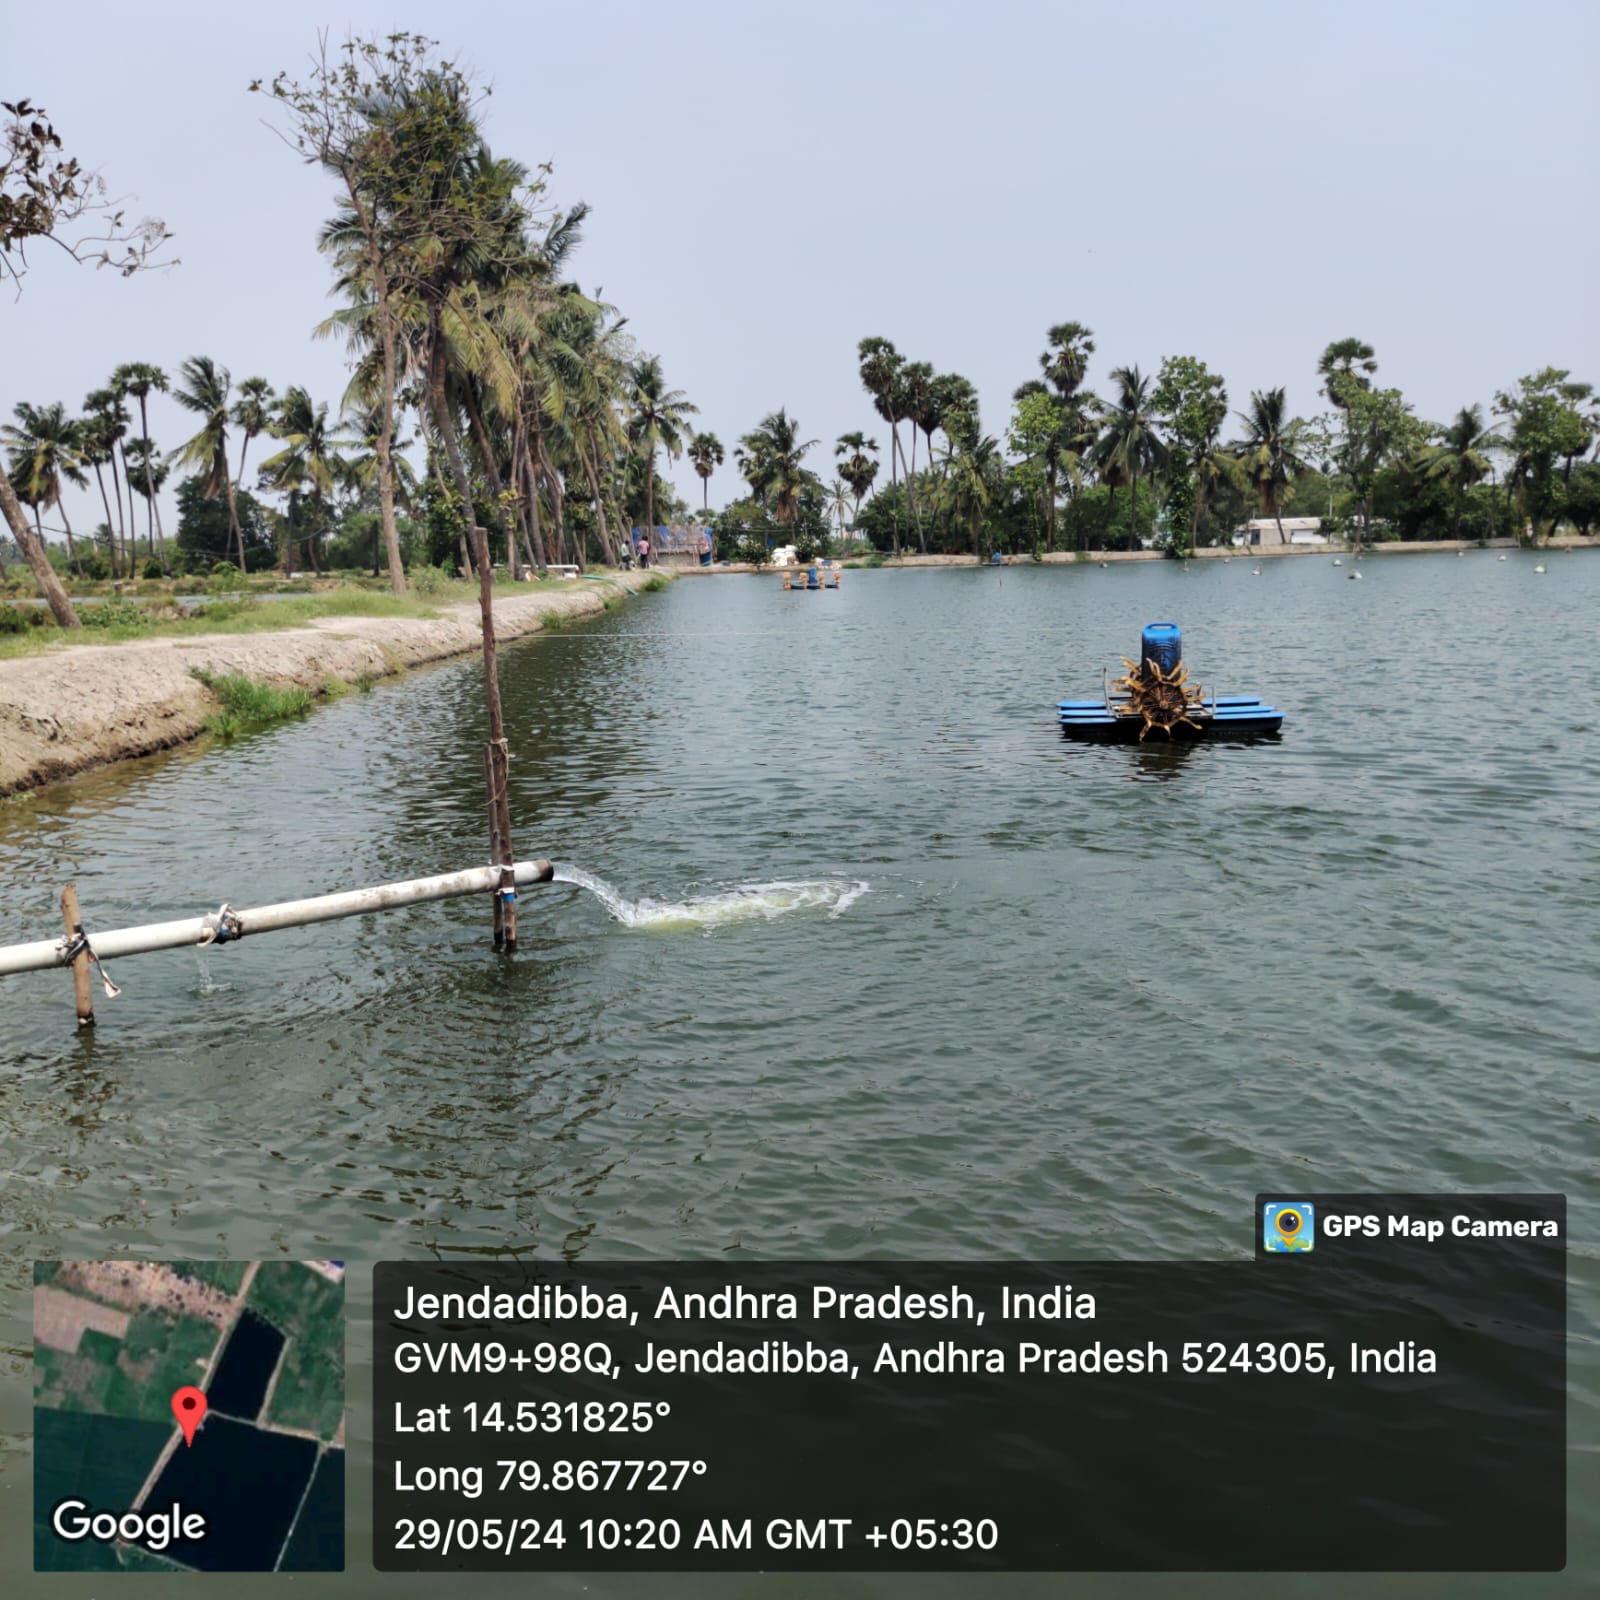 GPS Map Camera
Jendadibba, Andhra Pradesh, India
GVM9+98Q, Jendadibba, Andhra Pradesh 524305, India
Lat 14.531825°
Long 79.867727°
29/05/24 10:20 AM GMT +05:30
Google